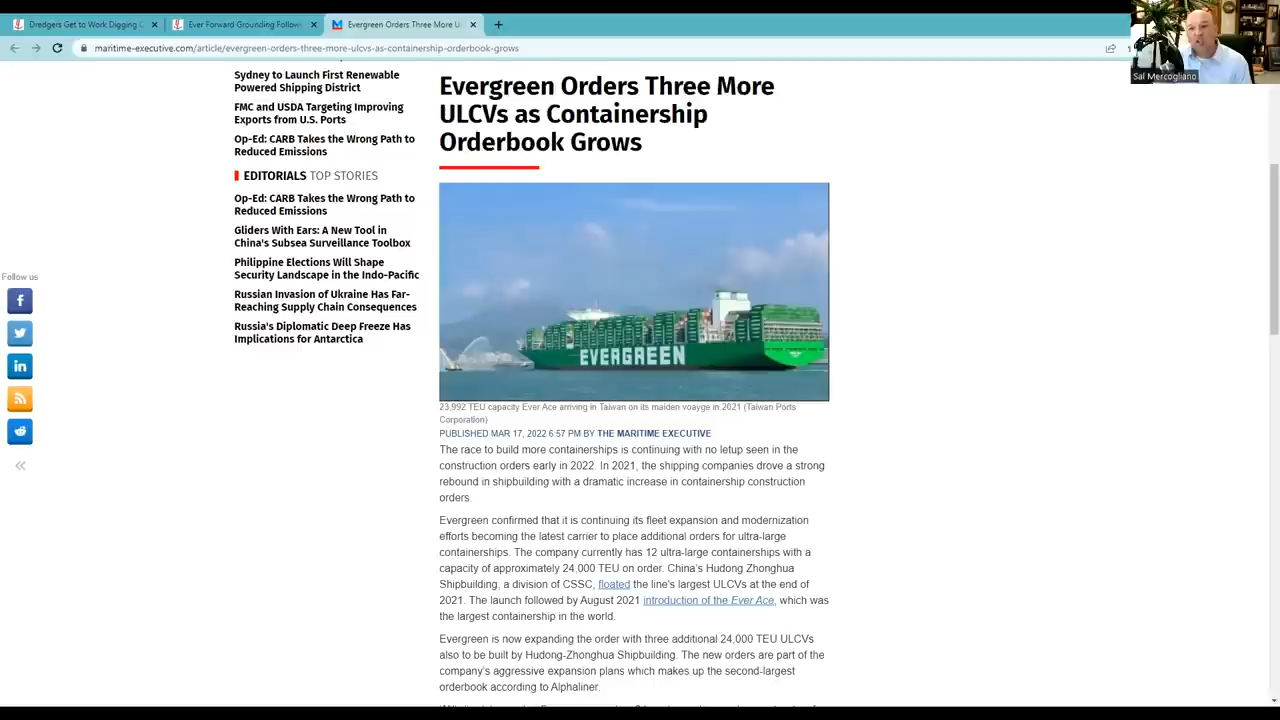 Dredgers Get to Work Digging
Ever Forward Grounding Follow
Evergreen Orders Three More U
maritime-executive.com/article/evergreen-orders-three-more-ulcvs-as-containership-orderbook-grows
Sal Mercogliano
Sydney to Launch First Renewable
Powered Shipping District
FMC and USDA Targeting Improving
Exports from U.S. Ports
Op-Ed: CARB Takes the Wrong Path to
Reduced Emissions
EDITORIALS TOP STORIES
Op-Ed: CARB Takes the Wrong Path to
Reduced Emissions
Gliders With Ears: A New Tool in
China's Subsea Surveillance Toolbox
Philippine Elections Will Shape
Security Landscape in the Indo-Pacific
Russian Invasion of Ukraine Has Far-
Reaching Supply Chain Consequences
Russia's Diplomatic Deep Freeze Has
Implications for Antarctica
Follow us
Evergreen Orders Three More
ULCVs as Containership
Orderbook Grows
EVERGREEN
23,992 TEU capacity Ever Ace arriving in Taiwan on its maiden voayge in 2021 (Taiwan Ports
Corporation)
PUBLISHED MAR 17, 2022 6:57 PM BY THE MARITIME EXECUTIVE
The race to build more containerships is continuing with no letup seen in the
construction orders early in 2022. In 2021, the shipping companies drove a strong
rebound in shipbuilding with a dramatic increase in containership construction
orders.
Evergreen confirmed that it is continuing its fleet expansion and modernization
efforts becoming the latest carrier to place additional orders for ultra-large
containerships. The company currently has 12 ultra-large containerships with a
capacity of approximately 24,000 TEU on order. China's Hudong Zhonghua
Shipbuilding, a division of CSSC, floated the line's largest ULCVs at the end of
2021. The launch followed by August 2021 introduction of the Ever Ace, which was
the largest containership in the world.
Evergreen is now expanding the order with three additional 24,000 TEU ULCVs
also to be built by Hudong-Zhonghua Shipbuilding. The new orders are part of the
company's aggressive expansion plans which makes up the second-largest
orderbook according to Alphaliner.